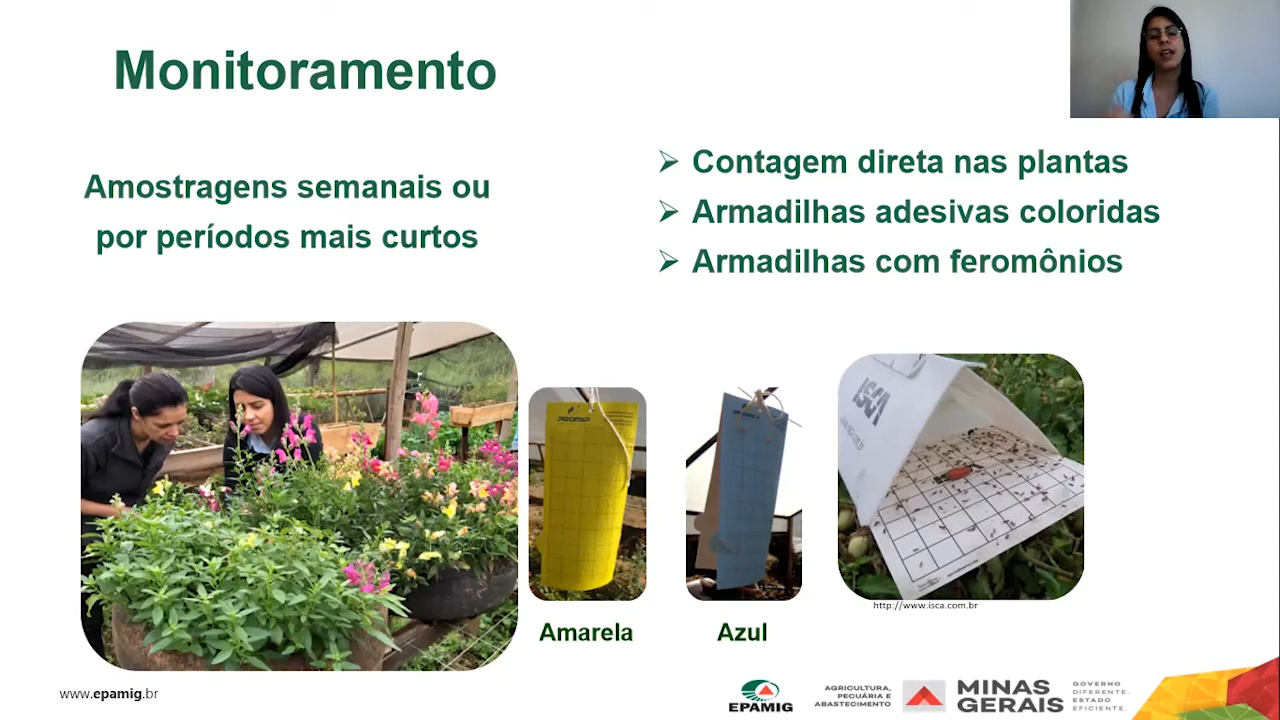 Monitoramento
Amostragens semanais ou
por períodos mais curtos
➢ Contagem direta nas plantas
➢ Armadilhas adesivas coloridas
➢ Armadilhas com feromônios
PROMIP
ISCA
http://www.isca.com.br
Amarela
Azul
www.epamig.br
EPAMIG
AGRICULTURA,
PECUÁRIA E
ABASTECIMENTO
MINAS
GERAIS
GOVERNO
DIFERENTE.
ESTADO
EFICIENTE.